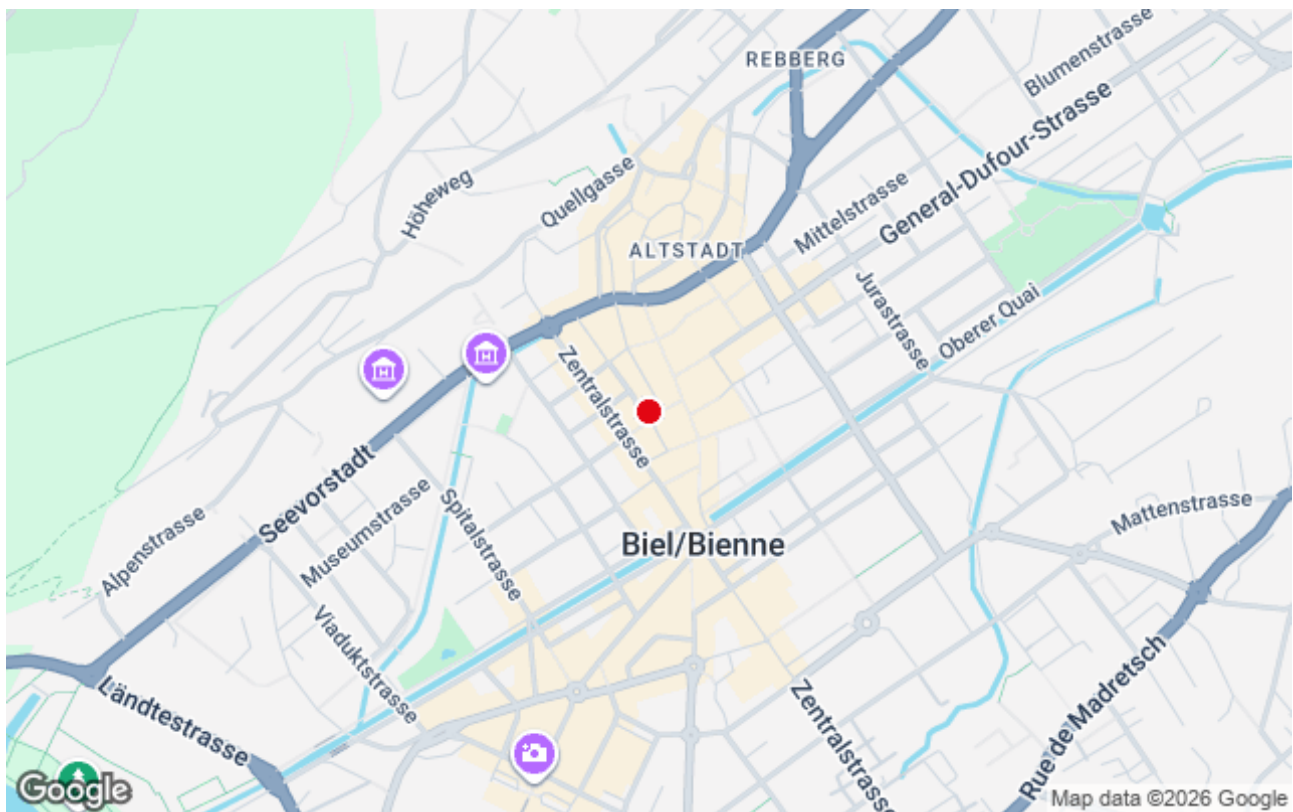 REBBERG
Blumenstrasse
General-Dufour-Strasse
Höheweg
Quellgasse
Mittelstrasse
ALTSTADT
Jurastrasse
Oberer Quai
Zentralstrasse
Seevorstadt
Museumstrasse
Spitalstrasse
Alpenstrasse
Mattenstrasse
Biel/Bienne
Viaduktstrasse
Ländtestrasse
Zentralstrasse
Rue de Madretsch
Google
Map data ©2026 Google